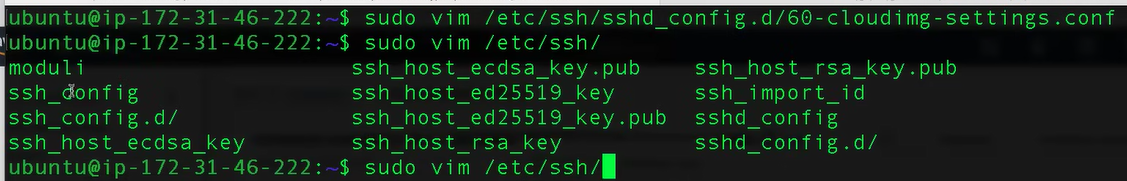 ubuntu@ip-172-31-46-222:~$ sudo vim /etc/ssh/sshd_config.d/60-cloudimg-settings.conf
ubuntu@ip-172-31-46-222:~$ sudo vim /etc/ssh/
moduli ssh_host_ecdsa_key.pub ssh_host_rsa_key.pub
ssh_config ssh_host_ed25519_key ssh_import_id
ssh_config.d/ ssh_host_ed25519_key.pub sshd_config
ssh_host_ecdsa_key ssh_host_rsa_key sshd_config.d/
ubuntu@ip-172-31-46-222:~$ sudo vim /etc/ssh/